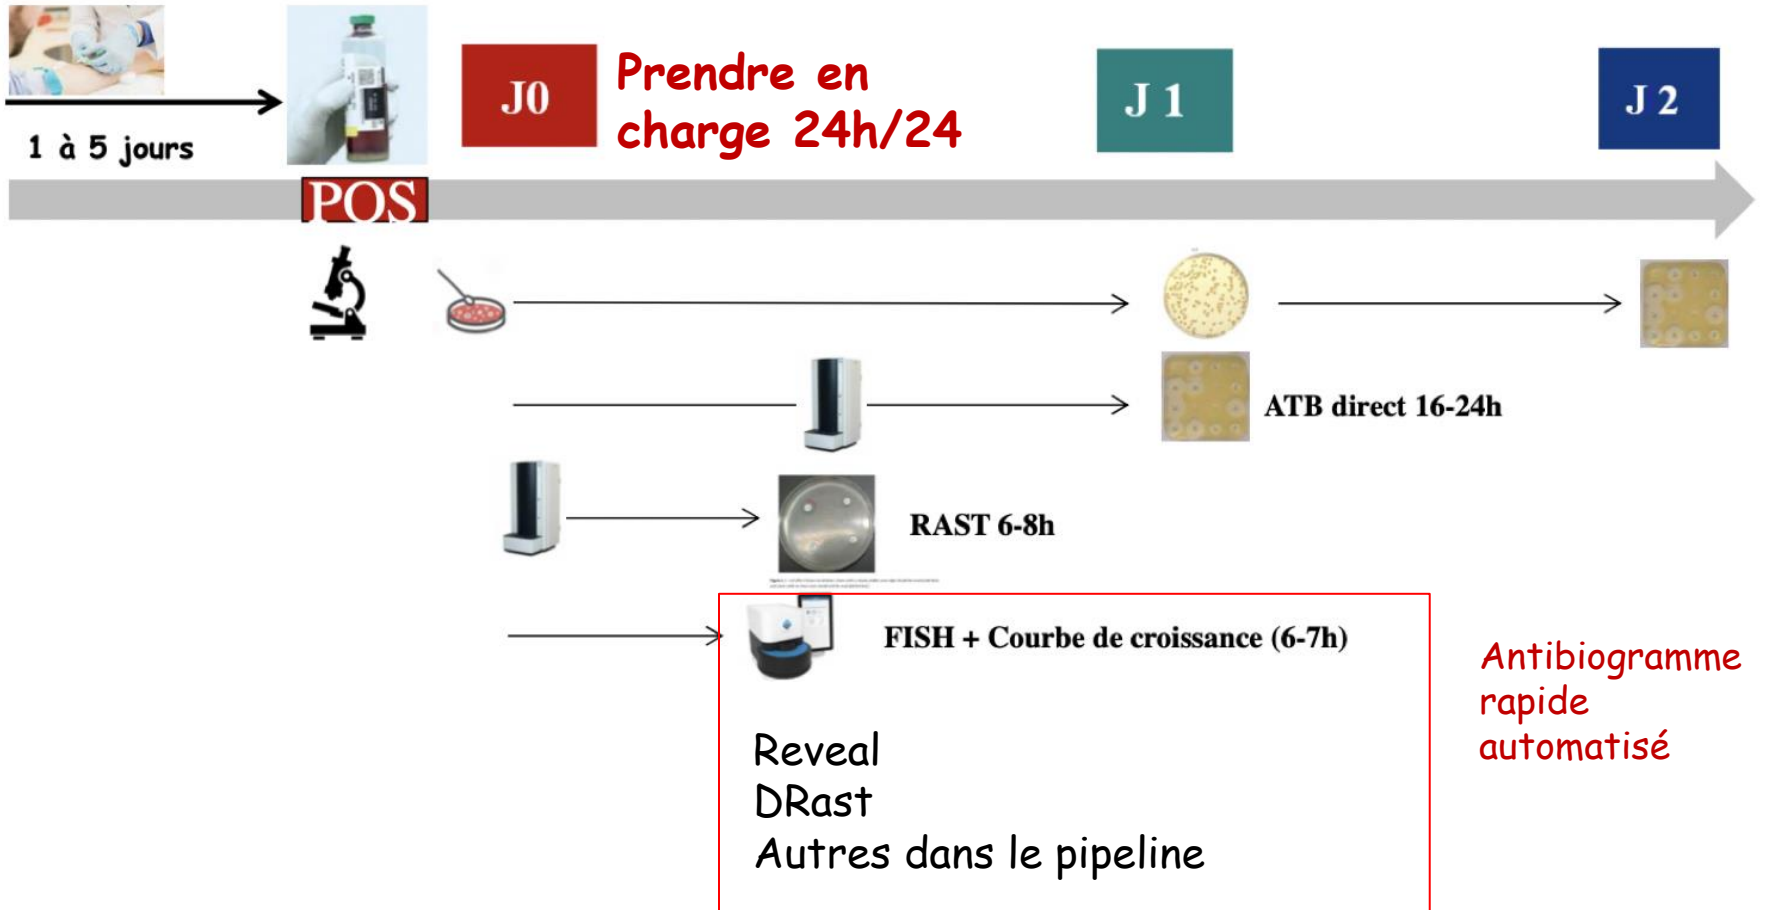 J0
Prendre en
charge 24h/24
J 1
J 2
1 à 5 jours
POS
ATB direct 16-24h
RAST 6-8h
FISH + Courbe de croissance (6-7h)
Reveal
DRast
Autres dans le pipeline
Antibiogramme
rapide
automatisé